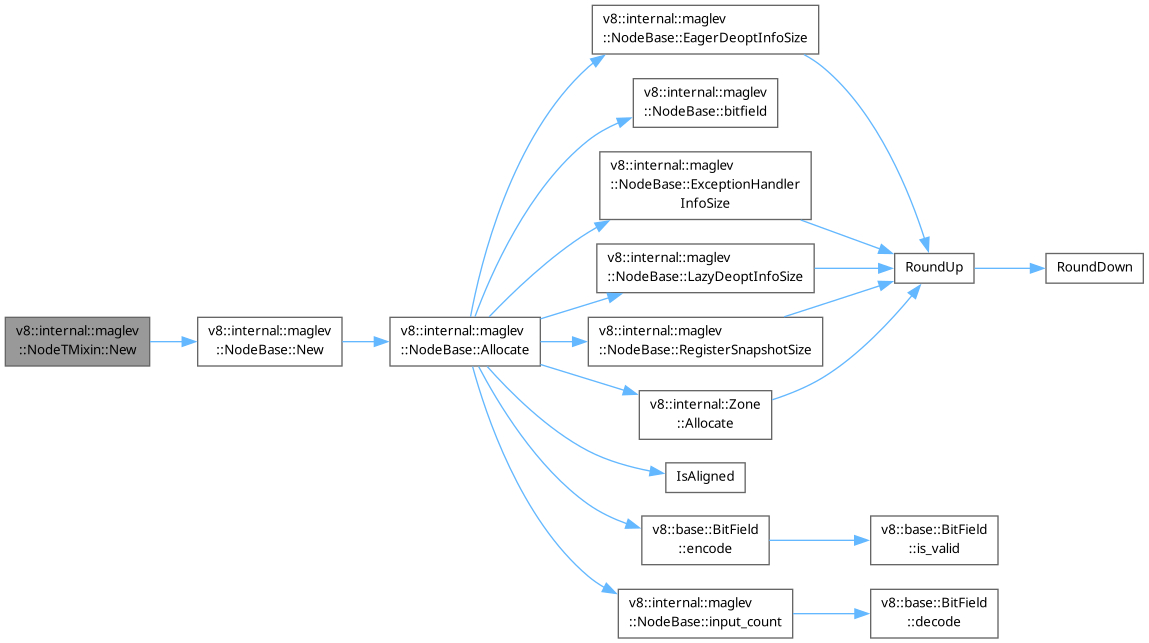 v8::internal::maglev
::NodeTMixin::New
v8::internal::maglev
::NodeBase::New
v8::internal::maglev
::NodeBase::Allocate
v8::internal::maglev
::NodeBase::EagerDeoptInfoSize
v8::internal::maglev
::NodeBase::bitfield
v8::internal::maglev
::NodeBase::ExceptionHandler
InfoSize
v8::internal::maglev
::NodeBase::LazyDeoptInfoSize
v8::internal::maglev
::NodeBase::RegisterSnapshotSize
v8::internal::Zone
::Allocate
IsAligned
v8::base::BitField
::encode
v8::internal::maglev
::NodeBase::input_count
RoundUp
RoundDown
v8::base::BitField
::is_valid
v8::base::BitField
::decode